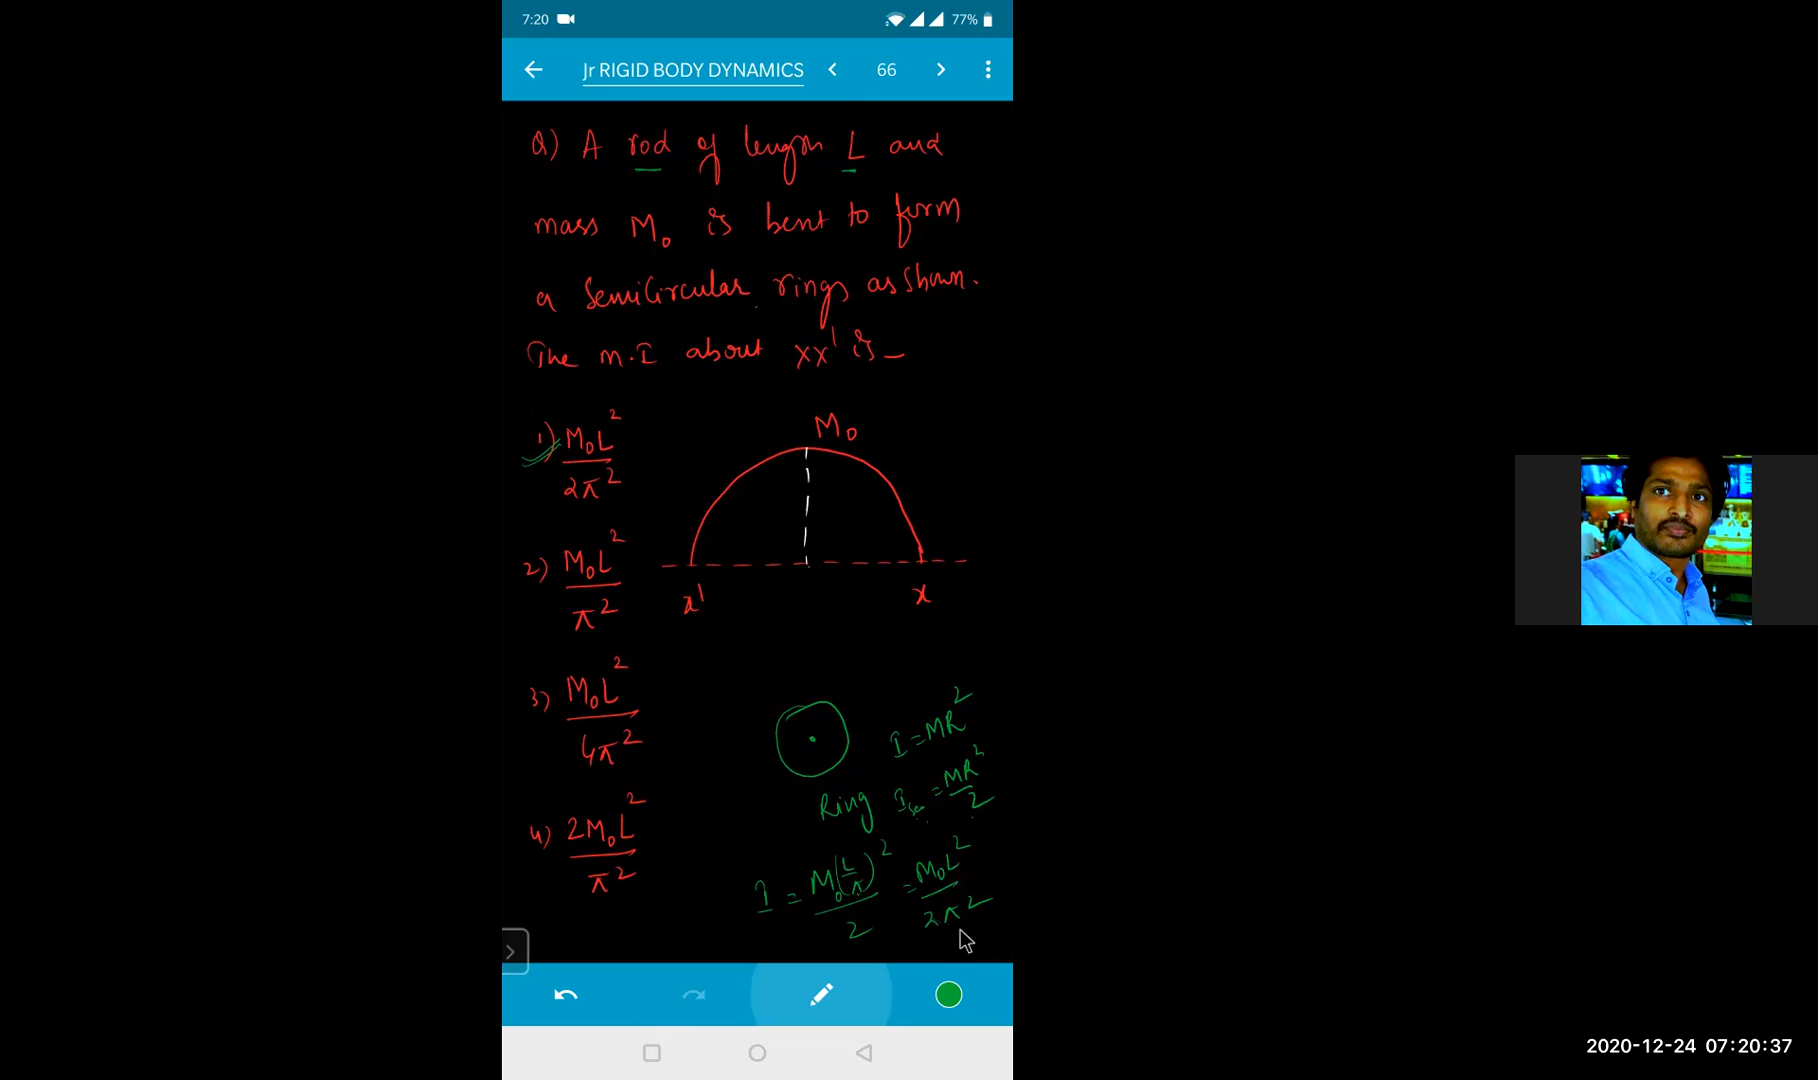 7:20
77%
Jr RIGID BODY DYNAMICS
66
Q) A rod of length L and
mass M₀ is bent to form
a Semicircular rings as shown.
The M.I about XX' is _
M₀
1) M₀L²/2π²
2) M₀L²/π²
x' x
3) M₀L²/4π²
I = MR²
Ring
= MR²/2
4) 2M₀L²/π²
I = M₀(L/π)²/2 = M₀L²/2π²
2020-12-24 07:20:37